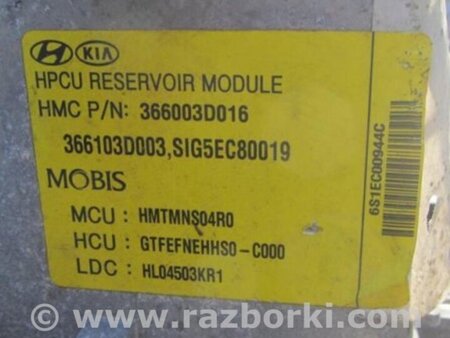 KIA
HPCU RESERVOIR MODULE
HMC P/N: 366003D016
366103D003,SIG5EC80019
MOBIS
MCU : HMTMNS04R0
HCU : GTFEFNEHHS0-C000
LDC : HL04503KR1
6S1EC00944C
www.razborki.com